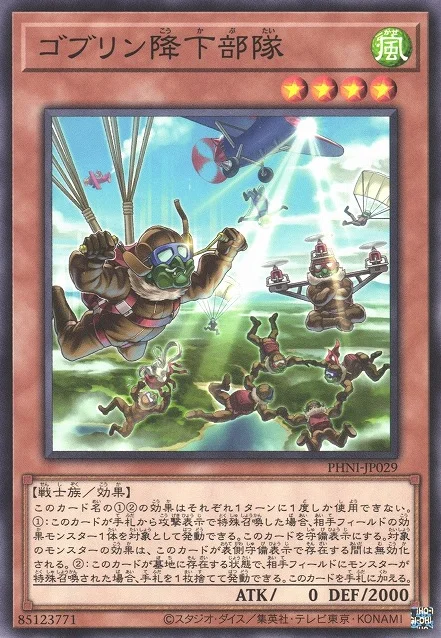 ゴブリン降下部隊
風
PHNI-JP029
【戦士族／効果】
このカード名の①②の効果はそれぞれ１ターンに１度しか使用できない。
①：このカードが手札から攻撃表示で特殊召喚した場合、相手フィールドの効
果モンスター１体を対象として発動できる。このカードを守備表示にする。対象
のモンスターの効果は、このカードが表側守備表示で存在する間は無効化
される。②：このカードが墓地に存在する状態で、相手フィールドにモンスターが
特殊召喚された場合、手札を１枚捨てて発動できる。このカードを手札に加える。
ATK/ 0 DEF/2000
85123771
©スタジオ・ダイス／集英社・テレビ東京・KONAMI